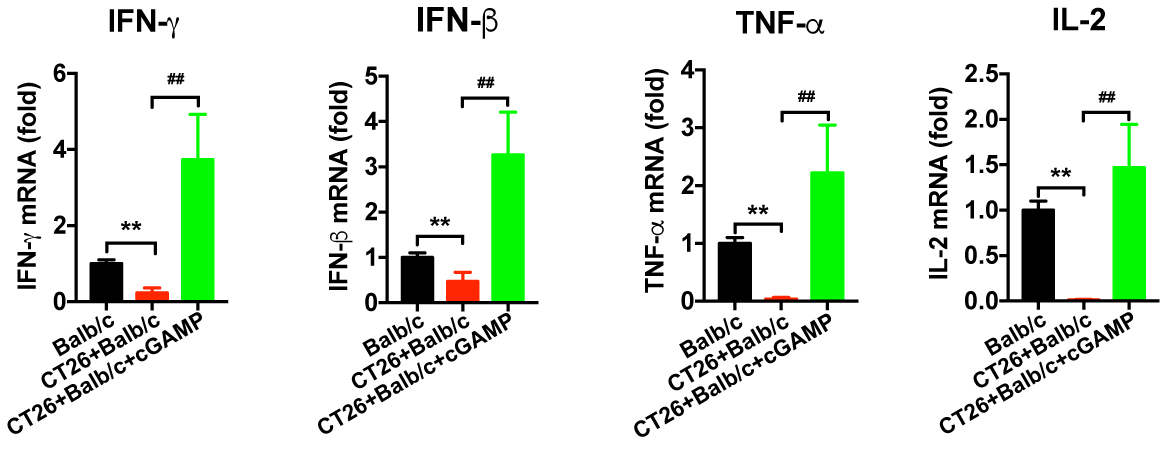 IFN-γ
IFN-γ mRNA (fold)
6
4
2
0
**
##
Balb/c
CT26+Balb/c
CT26+Balb/c+cGAMP
IFN-β
IFN-β mRNA (fold)
5
4
3
2
1
0
**
##
Balb/c
CT26+Balb/c
CT26+Balb/c+cGAMP
TNF-α
TNF-α mRNA (fold)
4
3
2
1
0
**
##
Balb/c
CT26+Balb/c
CT26+Balb/c+cGAMP
IL-2
IL-2 mRNA (fold)
2.5
2.0
1.5
1.0
0.5
0.0
**
##
Balb/c
CT26+Balb/c
CT26+Balb/c+cGAMP